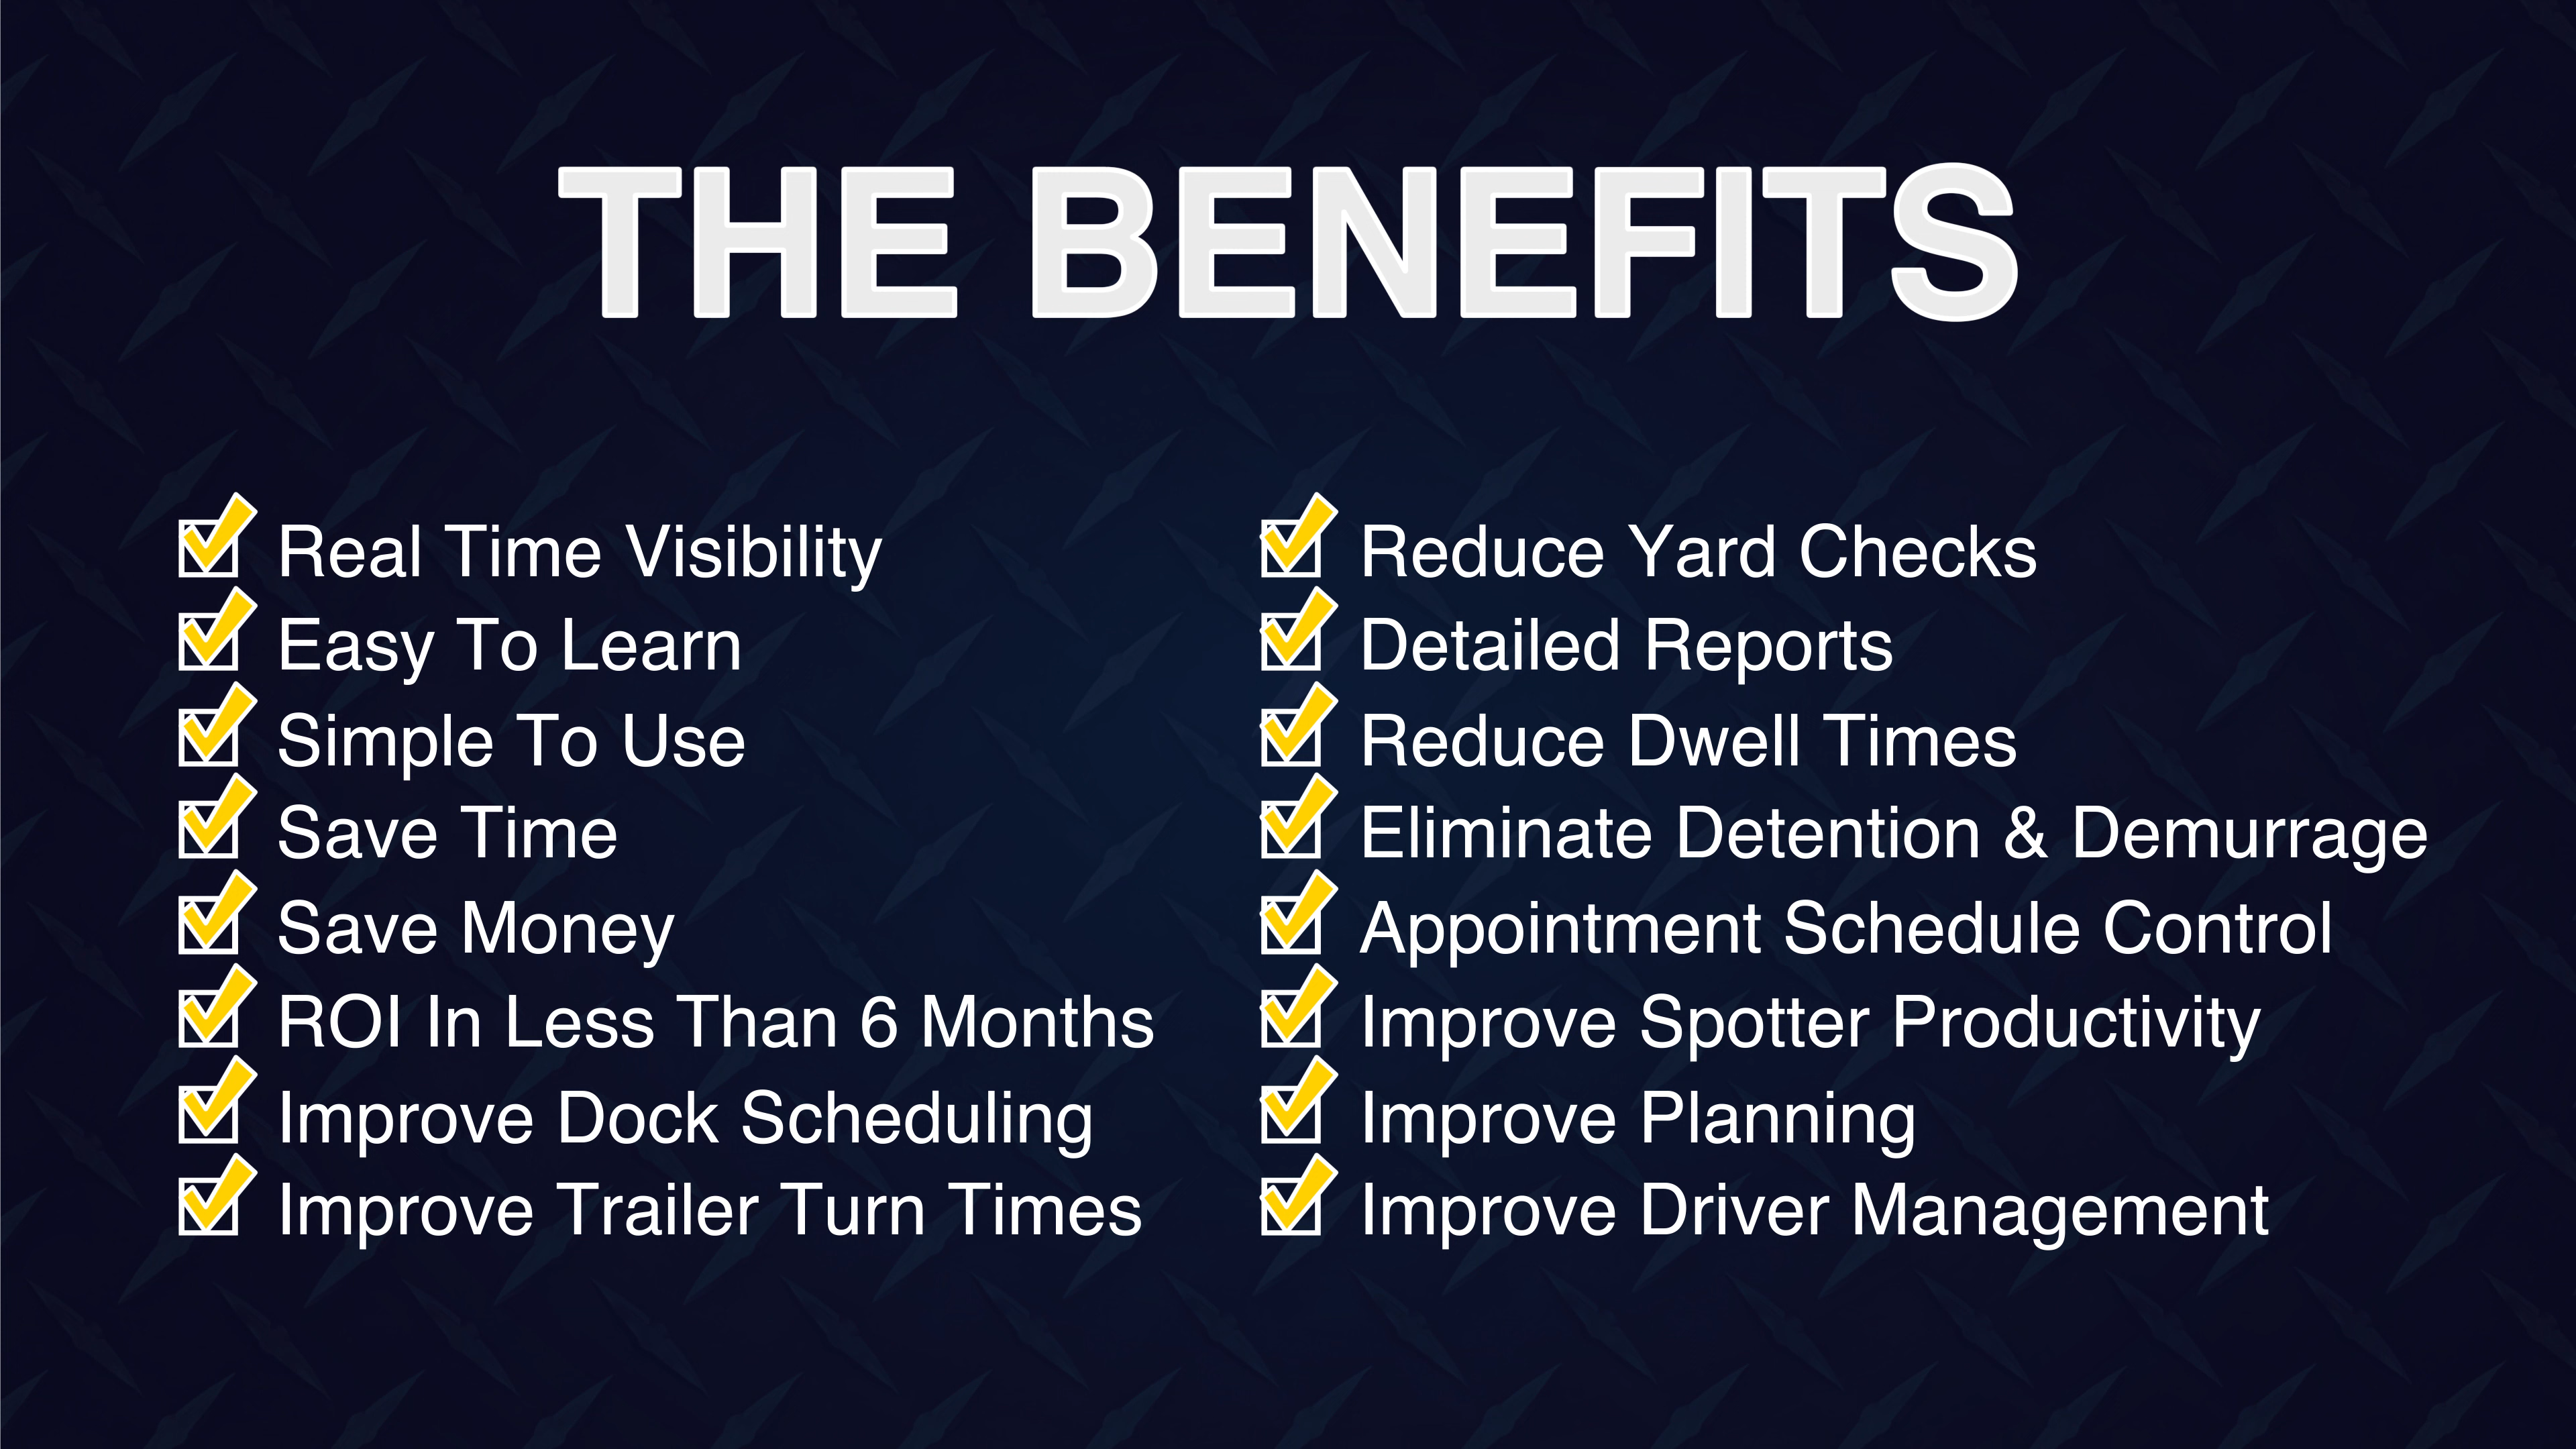 THE BENEFITS
Real Time Visibility
Easy To Learn
Simple To Use
Save Time
Save Money
ROI In Less Than 6 Months
Improve Dock Scheduling
Improve Trailer Turn Times
Reduce Yard Checks
Detailed Reports
Reduce Dwell Times
Eliminate Detention & Demurrage
Appointment Schedule Control
Improve Spotter Productivity
Improve Planning
Improve Driver Management